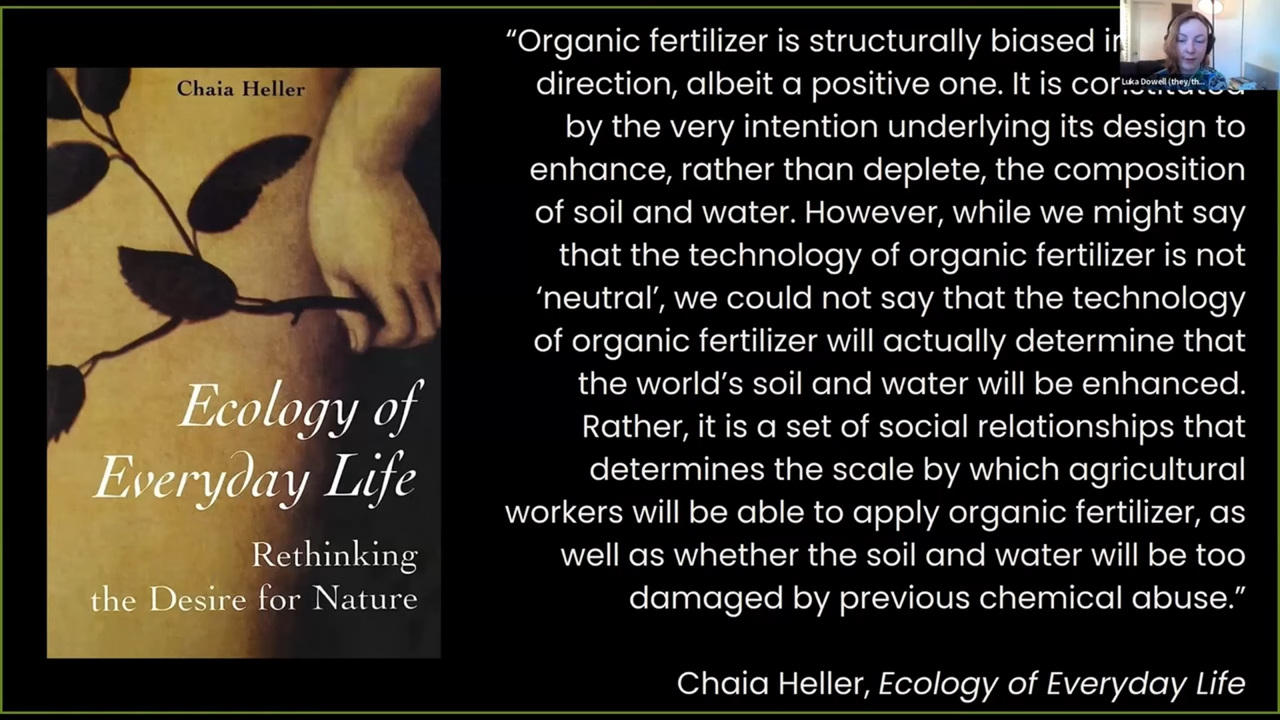 Chaia Heller
Ecology of
Everyday Life
Rethinking
the Desire for Nature
“Organic fertilizer is structurally biased in
direction, albeit a positive one. It is constituted
by the very intention underlying its design to
enhance, rather than deplete, the composition
of soil and water. However, while we might say
that the technology of organic fertilizer is not
‘neutral’, we could not say that the technology
of organic fertilizer will actually determine that
the world’s soil and water will be enhanced.
Rather, it is a set of social relationships that
determines the scale by which agricultural
workers will be able to apply organic fertilizer, as
well as whether the soil and water will be too
damaged by previous chemical abuse.”
Chaia Heller, Ecology of Everyday Life
Luka Dowell (they/th...